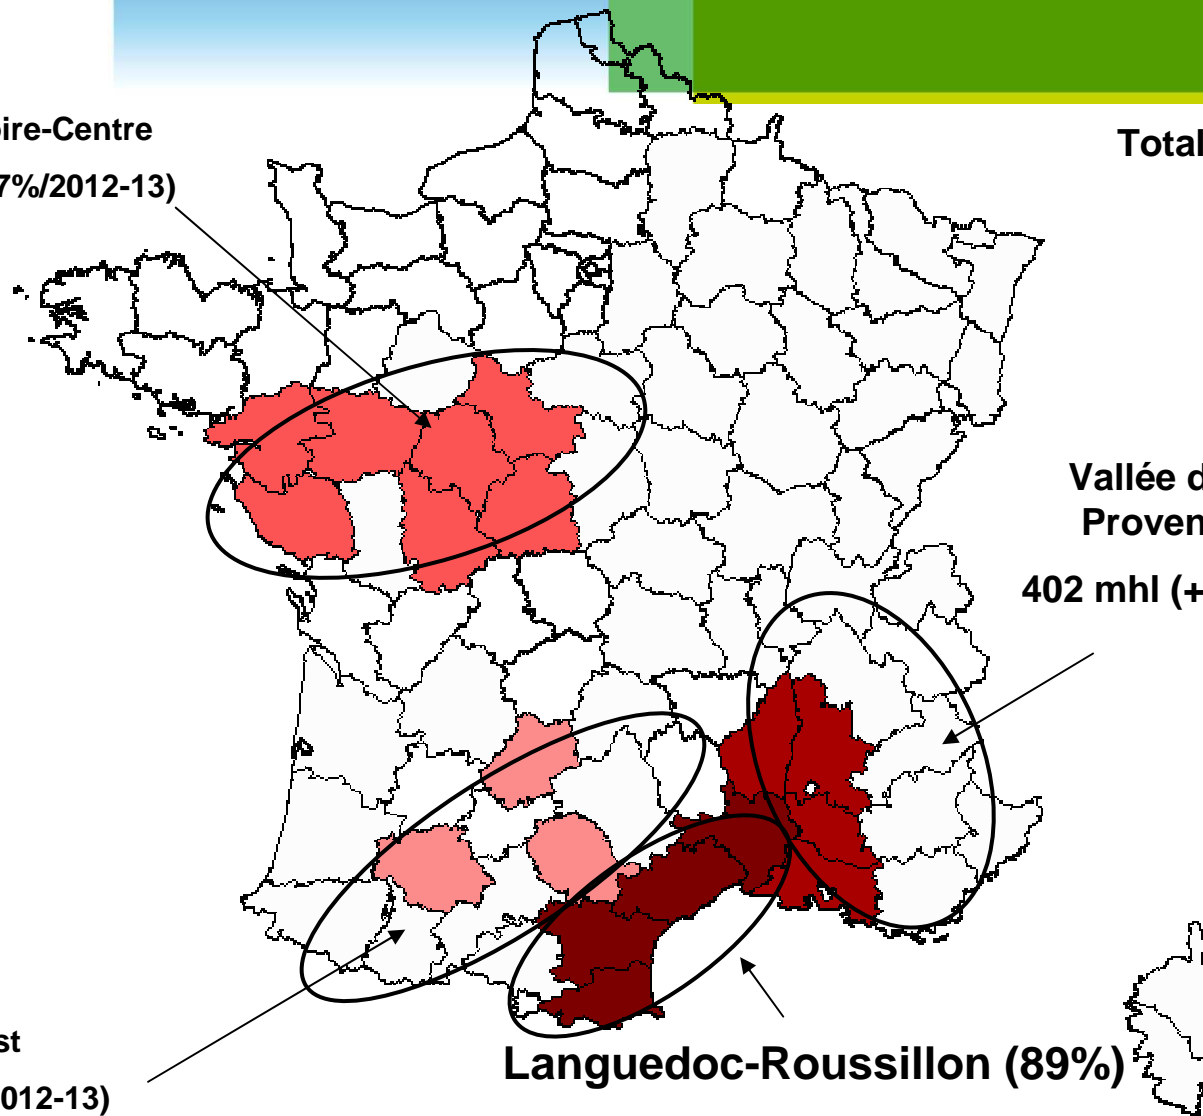 oire-Centre
7%/2012-13)
Total
Vallée d
Proven
402 mhl (+
st
012-13)
Languedoc-Roussillon (89%)